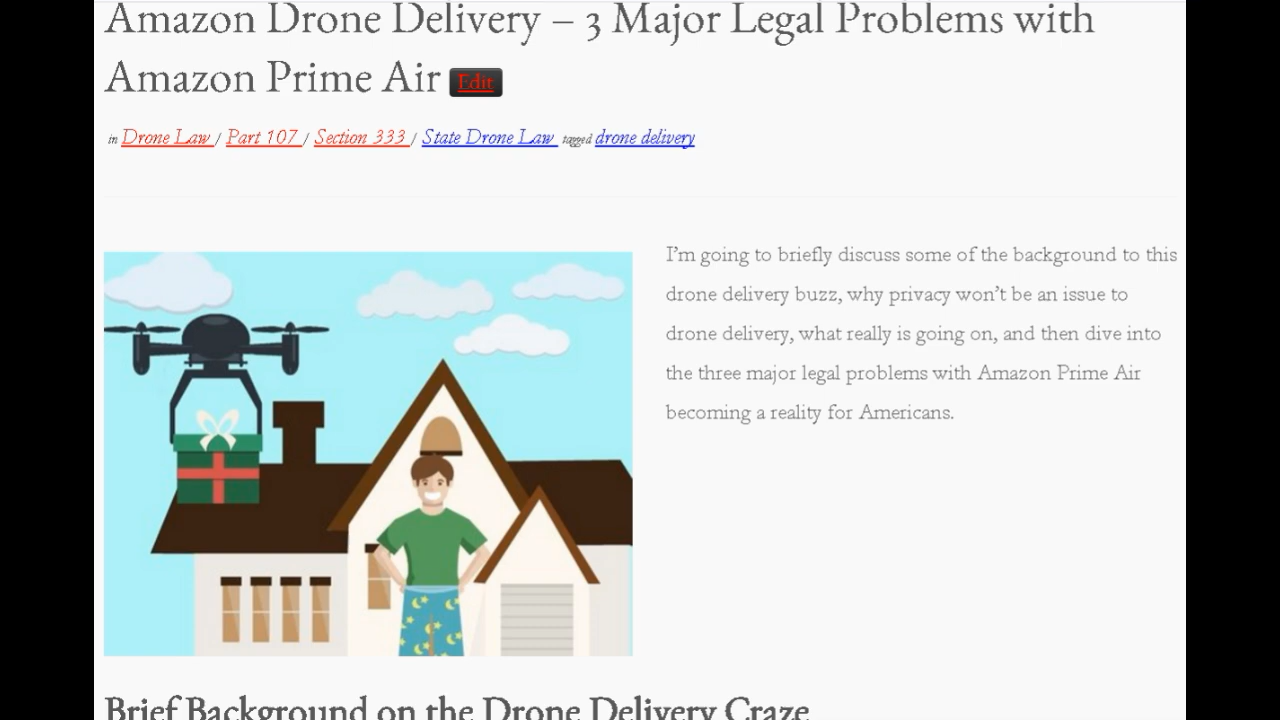 Amazon Drone Delivery – 3 Major Legal Problems with
Amazon Prime Air Edit
in Drone Law / Part 107 / Section 333 / State Drone Law tagged drone delivery
I'm going to briefly discuss some of the background to this
drone delivery buzz, why privacy won't be an issue to
drone delivery, what really is going on, and then dive into
the three major legal problems with Amazon Prime Air
becoming a reality for Americans.
Brief Background on the Drone Delivery Craze